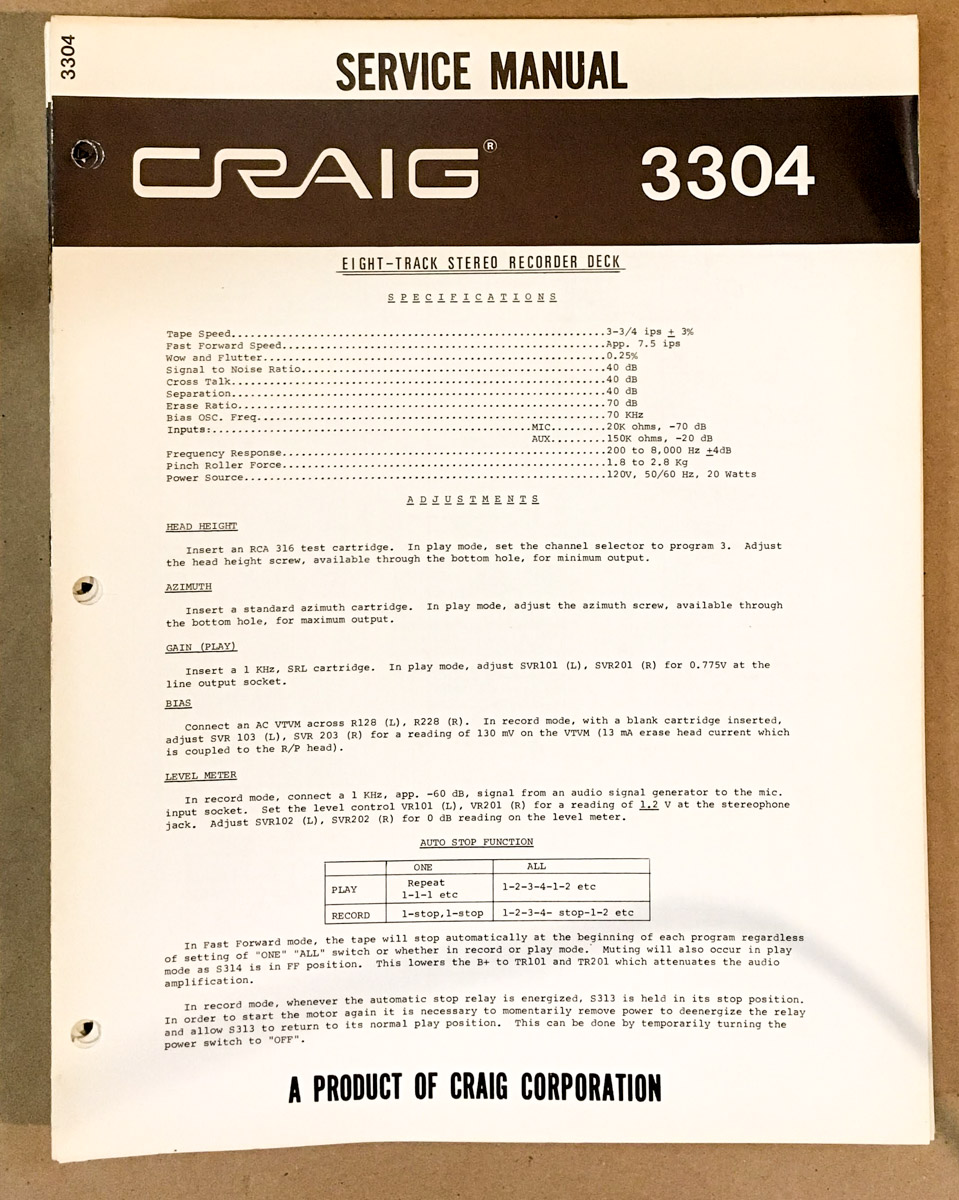 3304
SERVICE MANUAL
CRAIG® 3304
EIGHT-TRACK STEREO RECORDER DECK
SPECIFICATIONS
Tape Speed..........3-3/4 ips ± 3%
Fast Forward Speed..........App. 7.5 ips
Wow and Flutter..........0.25%
Signal to Noise Ratio..........40 dB
Cross Talk..........40 dB
Separation..........40 dB
Erase Ratio..........70 dB
Bias OSC. Freq..........70 KHz
Inputs:..........MIC.........20K ohms, -70 dB
AUX.........150K ohms, -20 dB
Frequency Response..........200 to 8,000 Hz ±4dB
Pinch Roller Force..........1.8 to 2.8 Kg
Power Source..........120V, 50/60 Hz, 20 Watts
ADJUSTMENTS
HEAD HEIGHT
Insert an RCA 316 test cartridge. In play mode, set the channel selector to program 3. Adjust
the head height screw, available through the bottom hole, for minimum output.
AZIMUTH
Insert a standard azimuth cartridge. In play mode, adjust the azimuth screw, available through
the bottom hole, for maximum output.
GAIN (PLAY)
Insert a 1 KHz, SRL cartridge. In play mode, adjust SVR101 (L), SVR201 (R) for 0.775V at the
line output socket.
BIAS
Connect an AC VTVM across R128 (L), R228 (R). In record mode, with a blank cartridge inserted,
adjust SVR 103 (L), SVR 203 (R) for a reading of 130 mV on the VTVM (13 mA erase head current which
is coupled to the R/P head).
LEVEL METER
In record mode, connect a 1 KHz, app. -60 dB, signal from an audio signal generator to the mic.
input socket. Set the level control VR101 (L), VR201 (R) for a reading of 1.2 V at the stereophone
jack. Adjust SVR102 (L), SVR202 (R) for 0 dB reading on the level meter.
AUTO STOP FUNCTION
ONE ALL
PLAY Repeat 1-2-3-4-1-2 etc
1-1-1 etc
RECORD 1-stop,1-stop 1-2-3-4- stop-1-2 etc
In Fast Forward mode, the tape will stop automatically at the beginning of each program regardless
of setting of "ONE" "ALL" switch or whether in record or play mode. Muting will also occur in play
mode as S314 is in FF position. This lowers the B+ to TR101 and TR201 which attenuates the audio
amplification.
In record mode, whenever the automatic stop relay is energized, S313 is held in its stop position.
In order to start the motor again it is necessary to momentarily remove power to deenergize the relay
and allow S313 to return to its normal play position. This can be done by temporarily turning the
power switch to "OFF".
A PRODUCT OF CRAIG CORPORATION